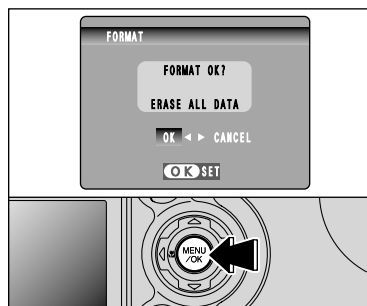 FORMAT
FORMAT OK?
ERASE ALL DATA
OK ◄ ► CANCEL
OK SET
MENU
/OK